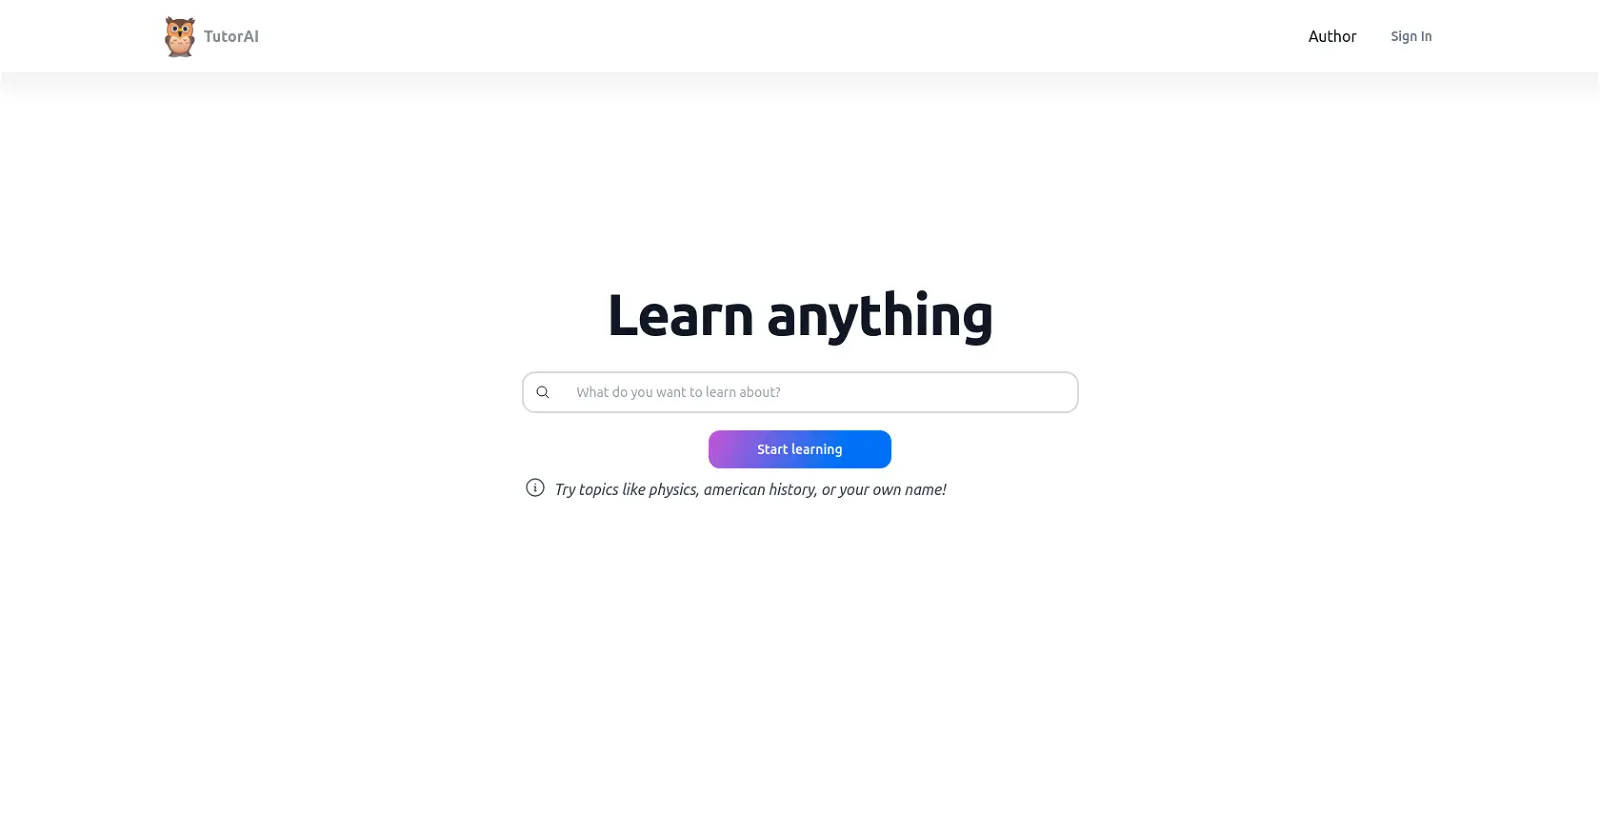 TutorAI
Author
Sign In
Learn anything
What do you want to learn about?
Start learning
Try topics like physics, american history, or your own name!